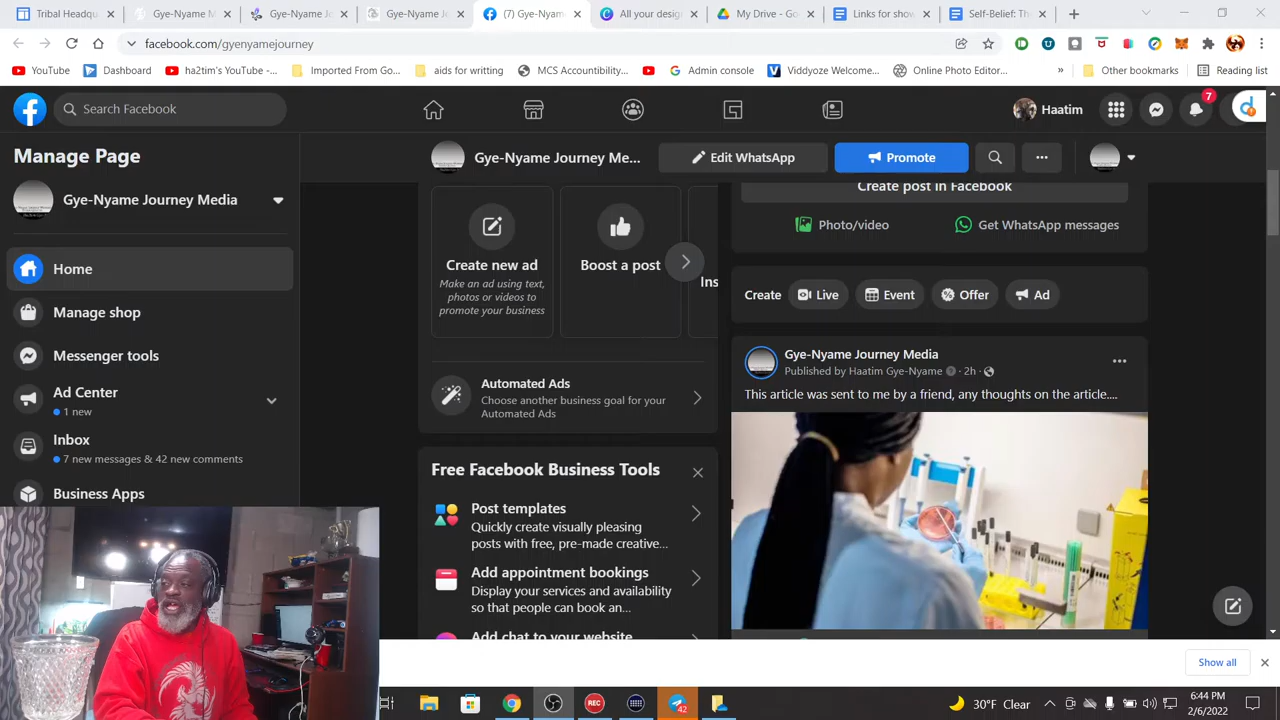 Tribal Headqu
Gye-Nyame M
Gye-Nyame Jo
Gye-Nyame Je
(7) Gye-Nyam
All your design
My Drive - Go
Links for show
Self-Belief: Th
facebook.com/gyenyamejourney
YouTube
Dashboard
ha2tim's YouTube -...
Imported From Go...
aids for writting
MCS Accountibility...
Admin console
Viddyoze Welcome...
Online Photo Editor...
»
Other bookmarks
Reading list
Search Facebook
Haatim
7
Manage Page
Gye-Nyame Journey Media
Home
Manage shop
Messenger tools
Ad Center
1 new
Inbox
7 new messages & 42 new comments
Business Apps
Gye-Nyame Journey Me...
Edit WhatsApp
Promote
Create new ad
Make an ad using text,
photos or videos to
promote your business
Boost a post
Ins
Automated Ads
Choose another business goal for your
Automated Ads
Free Facebook Business Tools
Post templates
Quickly create visually pleasing
posts with free, pre-made creative...
Add appointment bookings
Display your services and availability
so that people can book an...
Add chat to your website
Create post in Facebook
Photo/video
Get WhatsApp messages
Create
Live
Event
Offer
Ad
Gye-Nyame Journey Media
Published by Haatim Gye-Nyame · 2h ·
This article was sent to me by a friend, any thoughts on the article....
Show all
REC
42
30°F Clear
6:44 PM
2/6/2022